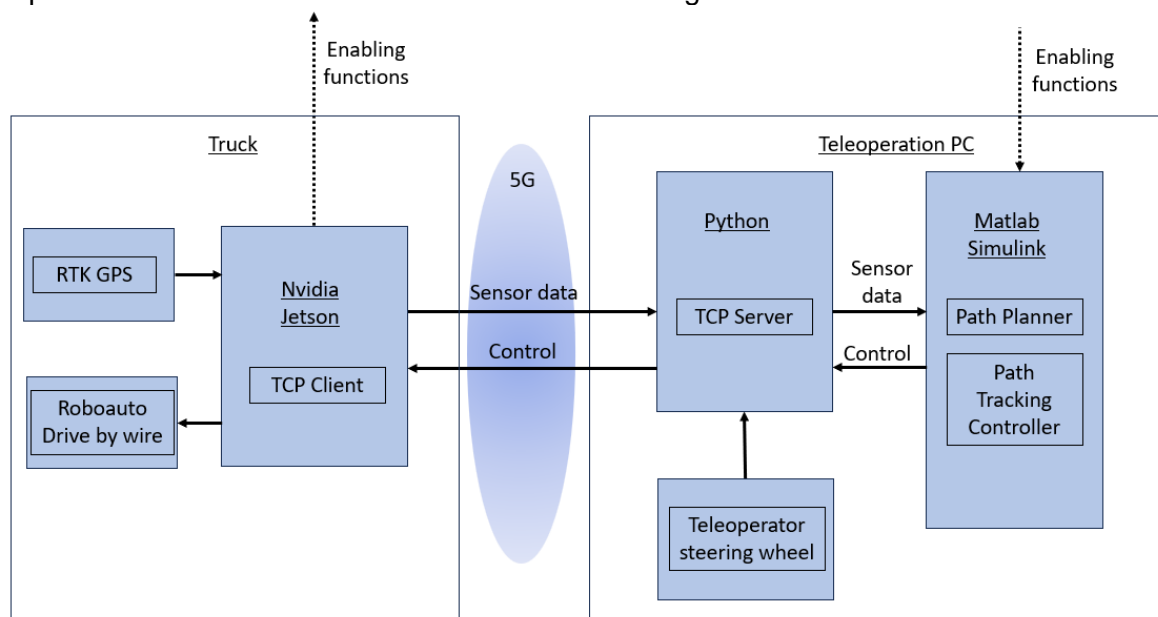 Enabling
functions
Enabling
functions
Truck
5G
Teleoperation PC
RTK GPS
Nvidia
Jetson
TCP Client
Roboauto
Drive by wire
Sensor data
Control
Python
TCP Server
Sensor
data
Control
Matlab
Simulink
Path Planner
Path
Tracking
Controller
Teleoperator
steering wheel